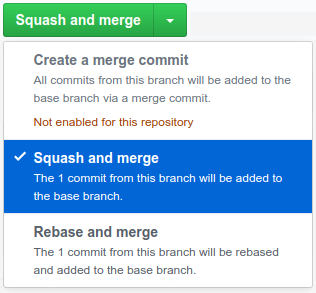 Squash and merge
Create a merge commit
All commits from this branch will be added to the
base branch via a merge commit.
Not enabled for this repository
Squash and merge
The 1 commit from this branch will be added to
the base branch.
Rebase and merge
The 1 commit from this branch will be rebased
and added to the base branch.